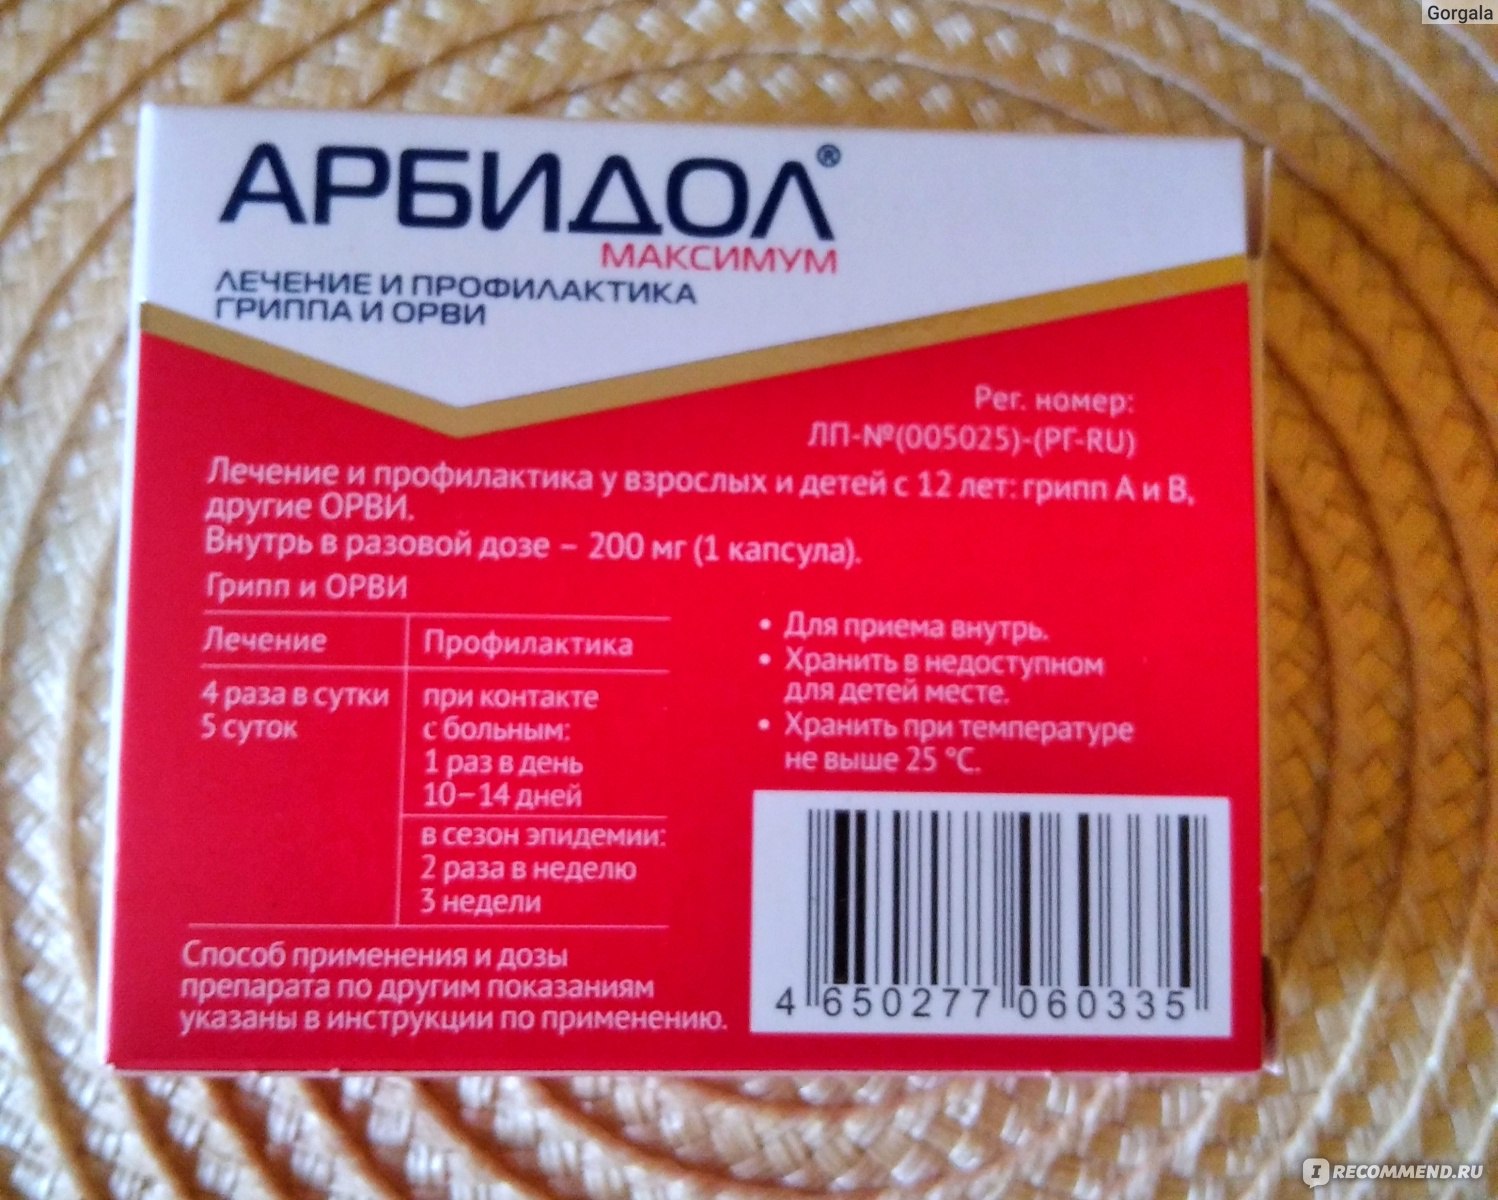 Gorgala
АРБИДОЛ®
МАКСИМУМ
ЛЕЧЕНИЕ И ПРОФИЛАКТИКА
ГРИППА И ОРВИ
Рег. номер:
ЛП-№(005025)-(РГ-RU)
Лечение и профилактика у взрослых и детей с 12 лет: грипп А и В,
другие ОРВИ.
Внутрь в разовой дозе – 200 мг (1 капсула).
Грипп и ОРВИ
Лечение
Профилактика
4 раза в сутки
5 суток
при контакте
с больным:
1 раз в день
10–14 дней
в сезон эпидемии:
2 раза в неделю
3 недели
• Для приема внутрь.
• Хранить в недоступном
для детей месте.
• Хранить при температуре
не выше 25 °C.
Способ применения и дозы
препарата по другим показаниям
указаны в инструкции по применению.
4 650277 060335
I RECOMMEND.RU